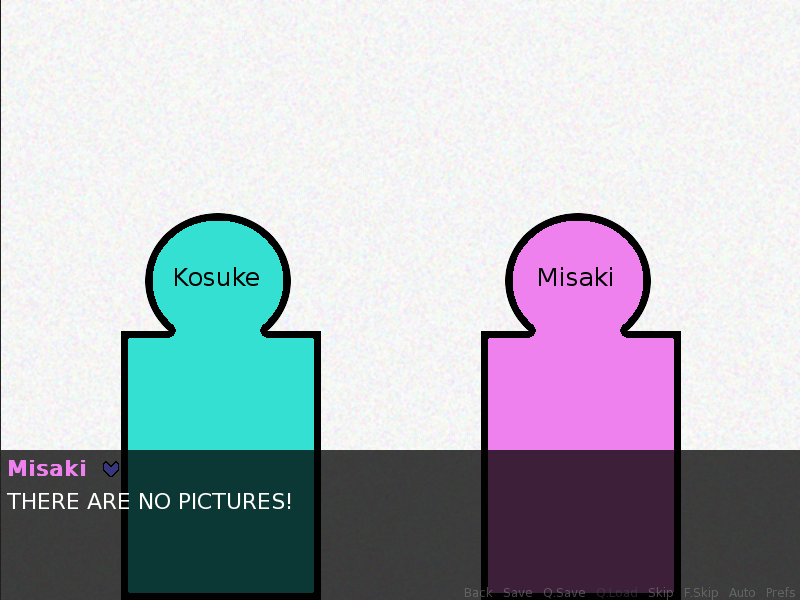 Kosuke
Misaki
Misaki
THERE ARE NO PICTURES!
Back Save Q.Save Q.Load Skip F.Skip Auto Prefs